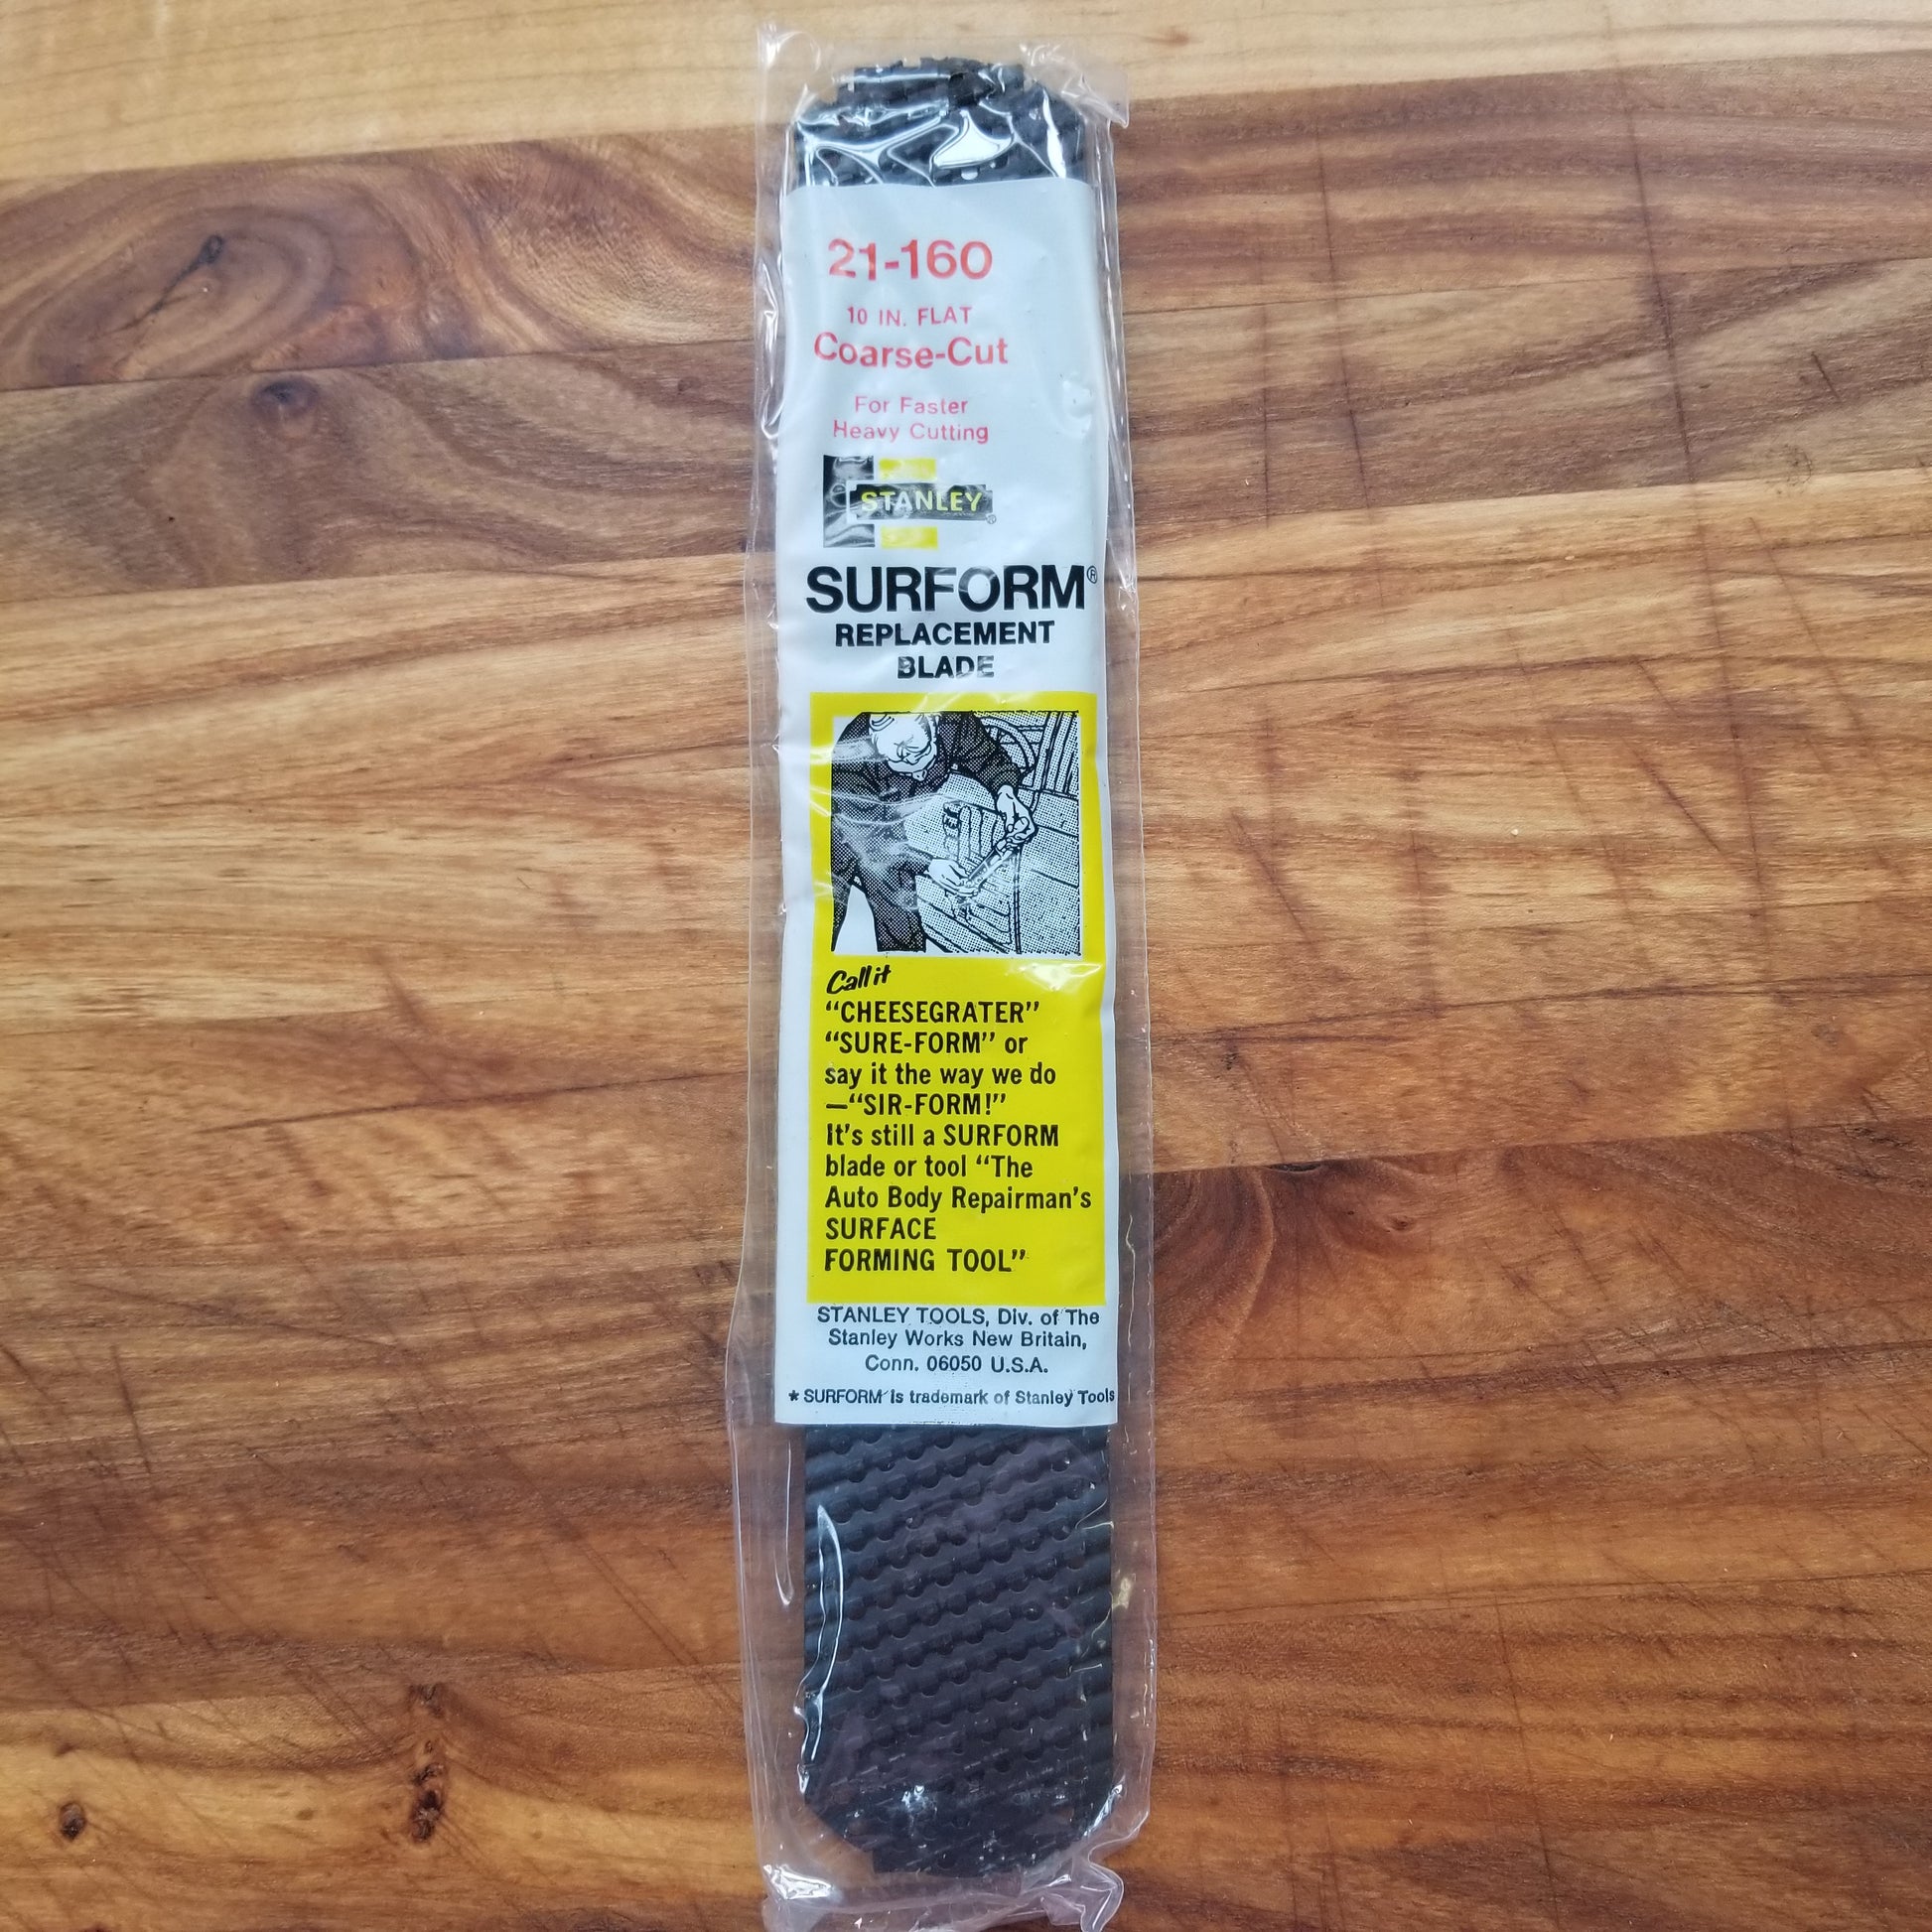 21-160
10 IN. FLAT
Coarse-Cut
For Faster
Heavy Cutting
STANLEY®
SURFORM®
REPLACEMENT
BLADE
Call it
“CHEESEGRATER”
“SURE-FORM” or
say it the way we do
—“SIR-FORM!”
It's still a SURFORM
blade or tool “The
Auto Body Repairman's
SURFACE
FORMING TOOL”
STANLEY TOOLS, Div. of The
Stanley Works New Britain,
Conn. 06050 U.S.A.
* SURFORM is trademark of Stanley Tools